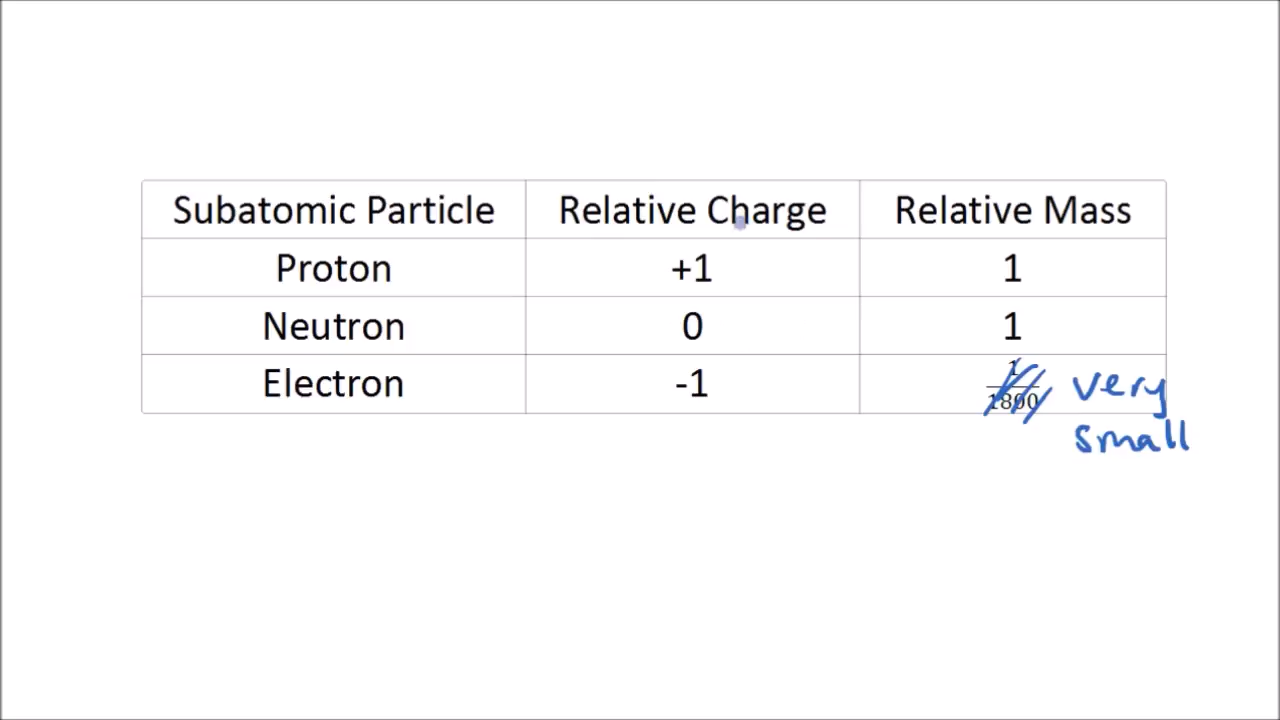 Subatomic Particle Relative Charge Relative Mass
Proton +1 1
Neutron 0 1
Electron -1 1/1800 very
small